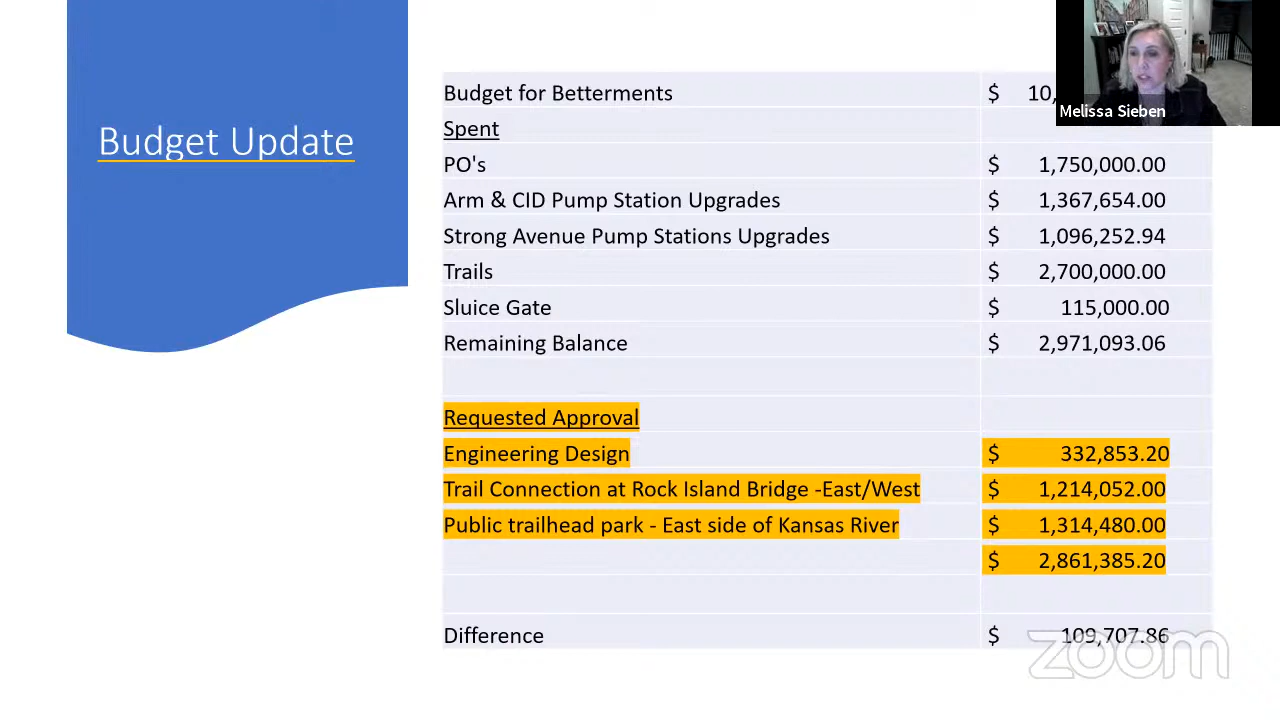 Budget Update
Budget for Betterments $ 10,
Spent
PO's $ 1,750,000.00
Arm & CID Pump Station Upgrades $ 1,367,654.00
Strong Avenue Pump Stations Upgrades $ 1,096,252.94
Trails $ 2,700,000.00
Sluice Gate $ 115,000.00
Remaining Balance $ 2,971,093.06
Requested Approval
Engineering Design $ 332,853.20
Trail Connection at Rock Island Bridge -East/West $ 1,214,052.00
Public trailhead park - East side of Kansas River $ 1,314,480.00
$ 2,861,385.20
Difference $ 109,707.86
Melissa Sieben
zoom